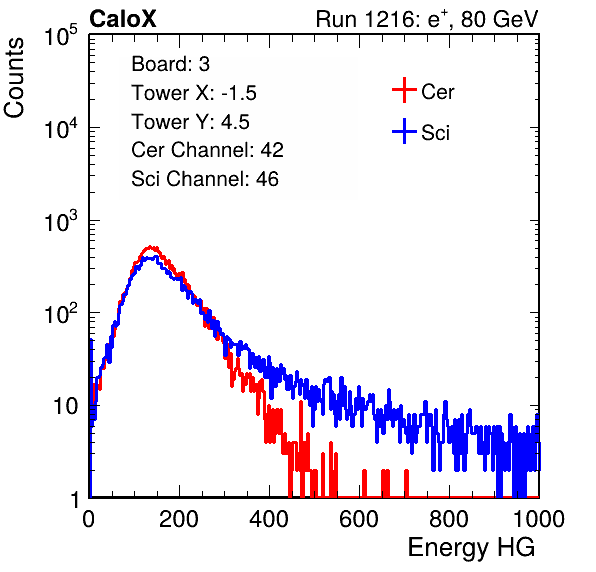 CaloX Run 1216: e⁺, 80 GeV
Counts
Board: 3
Tower X: -1.5
Tower Y: 4.5
Cer Channel: 42
Sci Channel: 46
Cer
Sci
10⁵
10⁴
10³
10²
10
1
0 200 400 600 800 1000
Energy HG